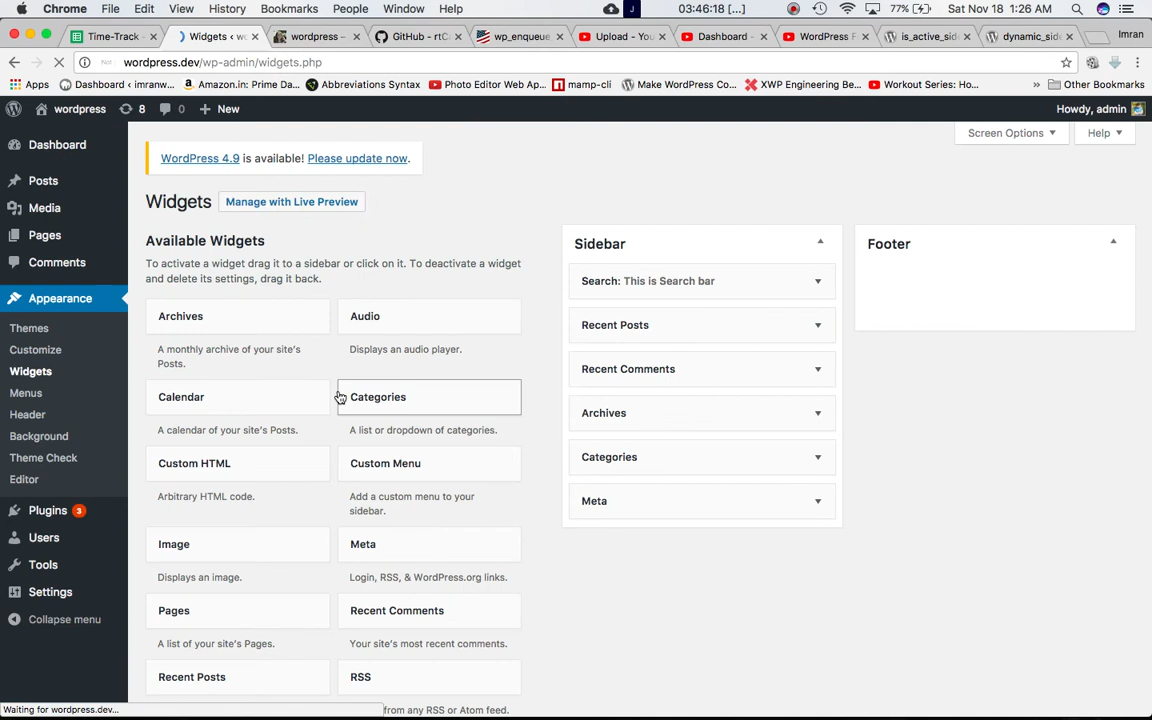 Chrome File Edit View History Bookmarks People Window Help 03:46:18 [...] 77% Sat Nov 18 1:26 AM
Time-Track - Widgets ‹ wo wordpress – GitHub - rtCa wp_enqueue Upload - You Dashboard - WordPress F is_active_side dynamic_side Imran
wordpress.dev/wp-admin/widgets.php
Apps Dashboard ‹ imranw... Amazon.in: Prime Da... Abbreviations Syntax Photo Editor Web Ap... mamp-cli Make WordPress Co... XWP Engineering Be... Workout Series: Ho... » Other Bookmarks
wordpress 8 0 New Howdy, admin
Screen Options Help
Dashboard
Posts
Media
Pages
Comments
Appearance
Themes
Customize
Widgets
Menus
Header
Background
Theme Check
Editor
Plugins 3
Users
Tools
Settings
Collapse menu
WordPress 4.9 is available! Please update now.
Widgets Manage with Live Preview
Available Widgets
To activate a widget drag it to a sidebar or click on it. To deactivate a widget
and delete its settings, drag it back.
Archives
A monthly archive of your site's
Posts.
Audio
Displays an audio player.
Calendar
A calendar of your site's Posts.
Categories
A list or dropdown of categories.
Custom HTML
Arbitrary HTML code.
Custom Menu
Add a custom menu to your
sidebar.
Image
Displays an image.
Meta
Login, RSS, & WordPress.org links.
Pages
A list of your site's Pages.
Recent Comments
Your site's most recent comments.
Recent Posts
RSS
from any RSS or Atom feed.
Sidebar
Search: This is Search bar
Recent Posts
Recent Comments
Archives
Categories
Meta
Footer
Waiting for wordpress.dev...